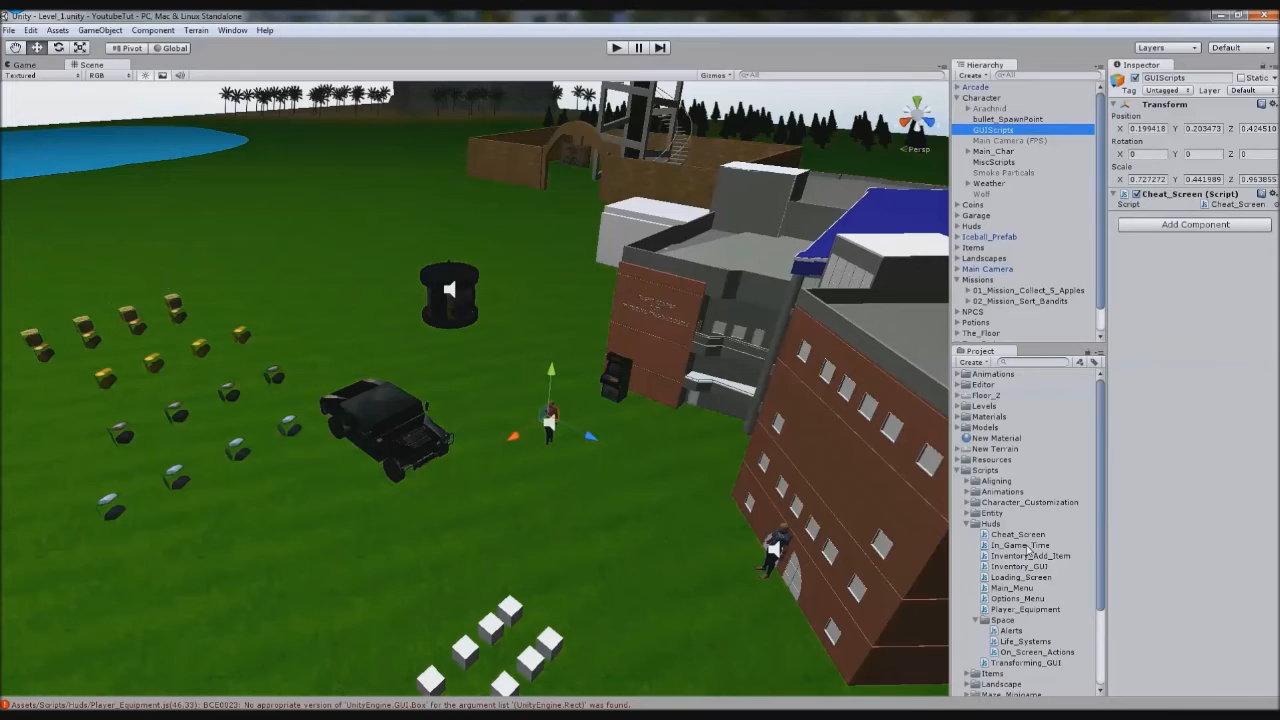 Unity - Level_1.unity - YoutubeTut - PC, Mac & Linux Standalone
File Edit Assets GameObject Component Terrain Window Help
Pivot Global Layers Default
Game Scene
Textured RGB Gizmos All
Hierarchy
Create All
Arcade
Character
Arachnid
bullet_SpawnPoint
GUIScripts
Main Camera (FPS)
Main_Char
MiscScripts
Smoke Particals
Weather
Wolf
Coins
Garage
Huds
Iceball_Prefab
Items
Landscapes
Main Camera
Missions
01_Mission_Collect_S_Apples
02_Mission_Sort_Bandits
NPCS
Potions
The_Floor
Persp
Project
Create
Animations
Editor
Floor_2
Levels
Materials
Models
New Material
New Terrain
Resources
Scripts
Aligning
Animations
Character_Customization
Entity
Huds
Cheat_Screen
In_Game_Time
Inventory_Add_Item
Inventory_GUI
Loading_Screen
Main_Menu
Options_Menu
Player_Equipment
Space
Alerts
Life_Systems
On_Screen_Actions
Transforming_GUI
Items
Landscape
Maze_Minigame
Inspector
GUIScripts Static
Tag Untagged Layer Default
Transform
Position
X 0.199418 Y 0.203473 Z 0.424510
Rotation
X 0 Y 0 Z 0
Scale
X 0.727272 Y 0.441989 Z 0.963855
Cheat_Screen (Script)
Script Cheat_Screen
Add Component
Assets/Scripts/Huds/Player_Equipment.js(46,33): BCE0023: No appropriate version of 'UnityEngine.GUI.Box' for the argument list '(UnityEngine.Rect)' was found.